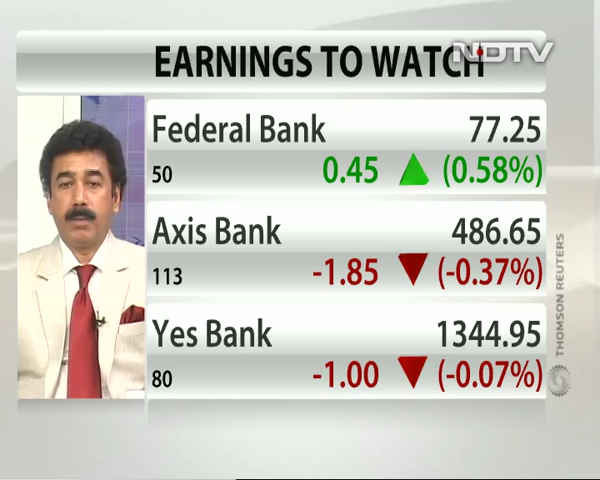 NDTV
EARNINGS TO WATCH
Federal Bank 77.25
50 0.45 (0.58%)
Axis Bank 486.65
113 -1.85 (-0.37%)
Yes Bank 1344.95
80 -1.00 (-0.07%)
THOMSON REUTERS